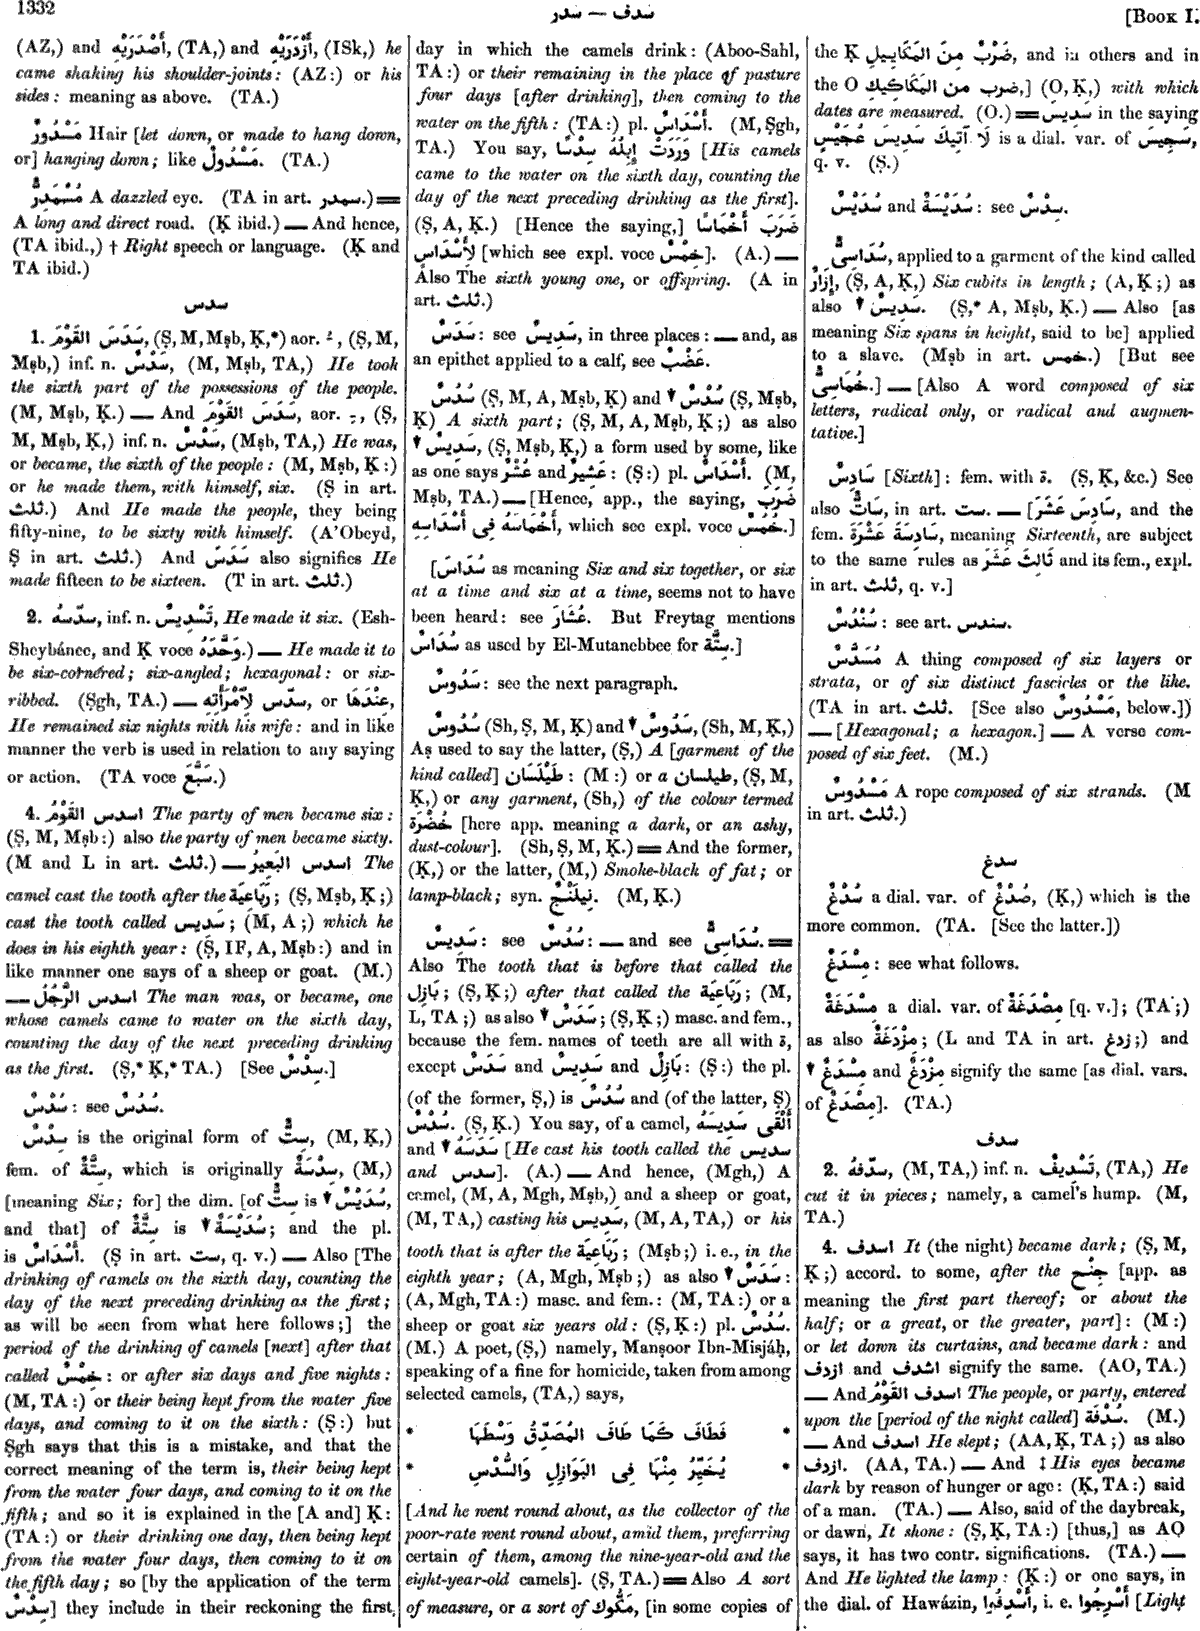 1332
سدف — سدر
[BOOK I.
(AZ,) and أَصْدَرَيْهِ, (TA,) and أَزْدَرَيْهِ, (ISk,) he
came shaking his shoulder-joints: (AZ:) or his
sides: meaning as above. (TA.)
مَسْدُورٌ Hair [let down, or made to hang down,
or] hanging down; like مَسْدُولٌ. (TA.)
مُسْمَدِرٌّ A dazzled eye. (TA in art. سمدر.) ==
A long and direct road. (Ḳ ibid.) — And hence,
(TA ibid.,) † Right speech or language. (Ḳ and
TA ibid.)
سدس
1. سَدَسَ القَوْمَ, (Ṣ, M, Mṣb, Ḳ,*) aor. ـُ, (Ṣ, M,
Mṣb,) inf. n. سَدْسٌ, (M, Mṣb, TA,) He took
the sixth part of the possessions of the people.
(M, Mṣb, Ḳ.) — And سَدَسَ القَوْمَ, aor. ـِ, (Ṣ,
M, Mṣb, Ḳ,) inf. n. سَدْسٌ, (Mṣb, TA,) He was,
or became, the sixth of the people: (M, Mṣb, Ḳ:)
or he made them, with himself, six. (Ṣ in art.
ثلث.) And He made the people, they being
fifty-nine, to be sixty with himself. (A'Obeyd,
Ṣ in art. ثلث.) And سَدَسَ also signifies He
made fifteen to be sixteen. (T in art. ثلث.)
2. سدّسهُ, inf. n. تَسْدِيسٌ, He made it six. (Esh-
Sheybánee, and Ḳ voce وَحَّدَهُ.) — He made it to
be six-cornered; six-angled; hexagonal: or six-
ribbed. (Ṣgh, TA.) — سدّس لِٱمْرَأَتِهِ, or عِنْدَهَا,
He remained six nights with his wife: and in like
manner the verb is used in relation to any saying
or action. (TA voce سَبَّعَ.)
4. اسدس القَوْمُ The party of men became six:
(Ṣ, M, Mṣb:) also the party of men became sixty.
(M and L in art. ثلث.) — اسدس البَعِيرُ The
camel cast the tooth after the رَبَاعِيَة; (Ṣ, Mṣb, Ḳ;)
cast the tooth called سَدِيس; (M, A;) which he
does in his eighth year: (Ṣ, IF, A, Mṣb:) and in
like manner one says of a sheep or goat. (M.)
— اسدس الرَّجُلُ The man was, or became, one
whose camels came to water on the sixth day,
counting the day of the next preceding drinking
as the first. (Ṣ,* Ḳ,* TA.) [See سِدْسٌ.]
سُدْسٌ: see سُدُسٌ.
سِدْسٌ is the original form of سِتٌّ, (M, Ḳ,)
fem. of سِتَّةٌ, which is originally سِدْسَةٌ, (M,)
[meaning Six; for] the dim. [of سِتٌّ is ↓ سُدَيْسٌ,
and that] of سِتَّةٌ is ↓ سُدَيْسَةٌ; and the pl.
is أَسْدَاسٌ. (Ṣ in art. ست, q. v.) — Also [The
drinking of camels on the sixth day, counting the
day of the next preceding drinking as the first;
as will be seen from what here follows;] the
period of the drinking of camels [next] after that
called خِمْسٌ: or after six days and five nights:
(M, TA:) or their being kept from the water five
days, and coming to it on the sixth: (Ṣ:) but
Ṣgh says that this is a mistake, and that the
correct meaning of the term is, their being kept
from the water four days, and coming to it on the
fifth; and so it is explained in the [A and] Ḳ:
(TA:) or their drinking one day, then being kept
from the water four days, then coming to it on
the fifth day; so [by the application of the term
سِدْسٌ] they include in their reckoning the first
day in which the camels drink: (Aboo-Sahl,
TA:) or their remaining in the place of pasture
four days [after drinking], then coming to the
water on the fifth: (TA:) pl. أَسْدَاسٌ. (M, Ṣgh,
TA.) You say, وَرَدَتْ إِبِلُهُ سِدْسًا [His camels
came to the water on the sixth day, counting the
day of the next preceding drinking as the first].
(Ṣ, A, Ḳ.) [Hence the saying,] ضَرَبَ أَخْمَاسًا
لِأَسْدَاسٍ [which see expl. voce خِمْسٌ]. (A.) —
Also The sixth young one, or offspring. (A in
art. ثلث.)
سَدَسٌ: see سَدِيسٌ, in three places: — and, as
an epithet applied to a calf, see عَضْبٌ.
سُدُسٌ (Ṣ, M, A, Mṣb, Ḳ) and ↓ سُدْسٌ (Ṣ, Mṣb,
Ḳ) A sixth part; (Ṣ, M, A, Mṣb, Ḳ;) as also
↓ سَدِيسٌ, (Ṣ, Mṣb, Ḳ,) a form used by some, like
as one says عَشِيرٌ and عُشْرٌ: (Ṣ:) pl. أَسْدَاسٌ. (M,
Mṣb, TA.) — [Hence, app., the saying, ضَرَبَ
أَخْمَاسَهُ فِى أَسْدَاسِهِ, which see expl. voce خُمُسٌ.]
[سُدَاسَ as meaning Six and six together, or six
at a time and six at a time, seems not to have
been heard: see عُشَارَ. But Freytag mentions
سُدَاسٌ as used by El-Mutanebbee for سِتَّة.]
سَدُوسٌ: see the next paragraph.
سُدُوسٌ (Sh, Ṣ, M, Ḳ) and ↓ سَدُوسٌ, (Sh, M, Ḳ,)
As used to say the latter, (Ṣ,) A [garment of the
kind called] طَيْلَسَان: (M:) or a طيلسان, (Ṣ, M,
Ḳ,) or any garment, (Sh,) of the colour termed
خُضْرَة [here app. meaning a dark, or an ashy,
dust-colour]. (Sh, Ṣ, M, Ḳ.) == And the former,
(Ḳ,) or the latter, (M,) Smoke-black of fat; or
lamp-black; syn. نِيلَنْجٌ. (M, Ḳ.)
سَدِيسٌ: see سُدُسٌ: — and see سُدَاسِىٌّ. ==
Also The tooth that is before that called the
بَازِل; (Ṣ, Ḳ;) after that called the رَبَاعِيَة; (M,
L, TA;) as also ↓ سَدَسٌ; (Ṣ, Ḳ;) masc. and fem.,
because the fem. names of teeth are all with ة,
except سَدَسٌ and سَدِيسٌ and بَازِلٌ: (Ṣ:) the pl.
(of the former, Ṣ,) is سُدُسٌ and (of the latter, Ṣ)
سُدْسٌ. (Ṣ, Ḳ.) You say, of a camel, أَلْقَى سَدِيسَهُ
and ↓ سَدَسَهُ [He cast his tooth called the سديس
and سدس]. (A.) — And hence, (Mgh,) A
camel, (M, A, Mgh, Mṣb,) and a sheep or goat,
(M, TA,) casting his سديس, (M, A, TA,) or his
tooth that is after the رَبَاعِيَة; (Mṣb;) i. e., in the
eighth year; (A, Mgh, Mṣb;) as also ↓ سَدَسٌ:
(A, Mgh, TA:) masc. and fem.: (M, TA:) or a
sheep or goat six years old: (Ṣ, Ḳ:) pl. سُدُسٌ.
(M.) A poet, (Ṣ,) namely, Manṣoor Ibn-Misjáḥ,
speaking of a fine for homicide, taken from among
selected camels, (TA,) says,
* فَطَافَ كَمَا طَافَ المُصَدِّقُ وَسْطَهَا *
* يُخَيَّرُ مِنْهَا فِى البَوَازِلِ وَالسُّدْسِ *
[And he went round about, as the collector of the
poor-rate went round about, amid them, preferring
certain of them, among the nine-year-old and the
eight-year-old camels]. (Ṣ, TA.) == Also A sort
of measure, or a sort of مَكُّوك, [in some copies of
the Ḳ ضَرْبٌ مِنَ المَكَايِيلِ, and in others and in
the O ضرب من المَكَاكِيكِ,] (O, Ḳ,) with which
dates are measured. (O.) == سَدِيسَ in the saying
لَا آتِيكَ سَدِيسَ عُجَيْسٍ is a dial. var. of سَجِيسَ,
q. v. (Ṣ.)
سُدَيْسٌ and سُدَيْسَةٌ: see سِدْسٌ.
سُدَاسِىٌّ, applied to a garment of the kind called
إِزَار, (Ṣ, A, Ḳ,) Six cubits in length; (A, Ḳ;) as
also ↓ سَدِيسٌ. (Ṣ,* A, Mṣb, Ḳ.) — Also [as
meaning Six spans in height, said to be] applied
to a slave. (Mṣb in art. خمس.) [But see
خُمَاسِىٌّ.] — [Also A word composed of six
letters, radical only, or radical and augmen-
tative.]
سَادِسٌ [Sixth]: fem. with ة. (Ṣ, Ḳ, &c.) See
also سَاتٌّ, in art. ست. — [سَادِسَ عَشَرَ, and the
fem. سَادِسَةَ عَشْرَةَ, meaning Sixteenth, are subject
to the same rules as ثَالِثَ عَشَرَ and its fem., expl.
in art. ثلث, q. v.]
سُنْدُسٌ: see art. سندس.
مُسَدَّسٌ A thing composed of six layers or
strata, or of six distinct fascicles or the like.
(TA in art. ثلث. [See also مَسْدُوسٌ, below.])
— [Hexagonal; a hexagon.] — A verse com-
posed of six feet. (M.)
مَسْدُوسٌ A rope composed of six strands. (M
in art. ثلث.)
سدغ
سُدْغٌ a dial. var. of صُدْغٌ, (Ḳ,) which is the
more common. (TA. [See the latter.])
مِسْدَغٌ: see what follows.
مِسْدَغَةٌ a dial. var. of مِصْدَغَةٌ [q. v.]; (TA;)
as also مِزْدَغَةٌ; (L and TA in art. زدغ;) and
↓ مِسْدَغٌ and مِزْدَغٌ signify the same [as dial. vars.
of مِصْدَغٌ]. (TA.)
سدف
2. سدّفهُ, (M, TA,) inf. n. تَسْدِيفٌ, (TA,) He
cut it in pieces; namely, a camel's hump. (M,
TA.)
4. اسدف It (the night) became dark; (Ṣ, M,
Ḳ;) accord. to some, after the جِنْح [app. as
meaning the first part thereof; or about the
half; or a great, or the greater, part]: (M:)
or let down its curtains, and became dark: and
ازدف and اشدف signify the same. (AO, TA.)
— And اسدف القَوْمُ The people, or party, entered
upon the [period of the night called] سُدْفَة. (M.)
— And اسدف He slept; (AA, Ḳ, TA;) as also
ازدف. (AA, TA.) — And ‡ His eyes became
dark by reason of hunger or age: (Ḳ, TA:) said
of a man. (TA.) — Also, said of the daybreak,
or dawn, It shone: (Ṣ, Ḳ, TA:) [thus,] as AO
says, it has two contr. significations. (TA.) —
And He lighted the lamp: (Ḳ:) or one says, in
the dial. of Hawázin, أَسْدِفُوا, i. e. أَسْرِجُوا [Light